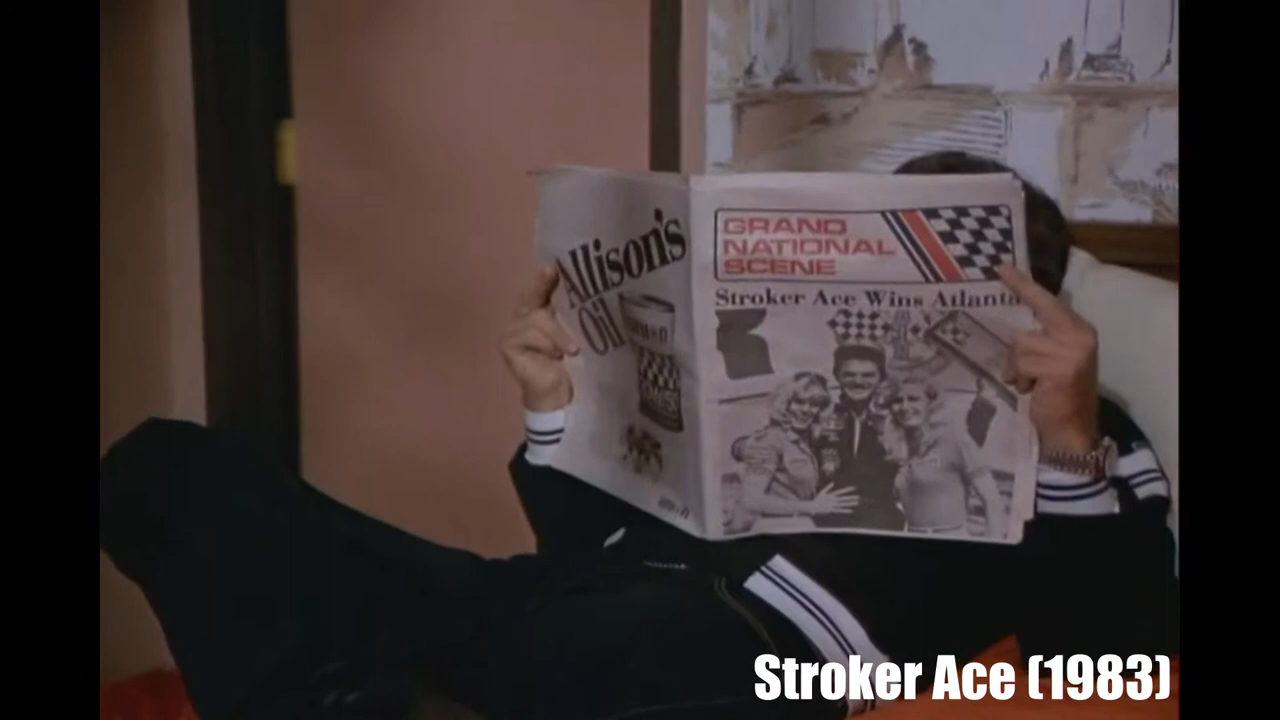 Allison's
Oil
GRAND
NATIONAL
SCENE
Stroker Ace Wins Atlanta
Stroker Ace (1983)